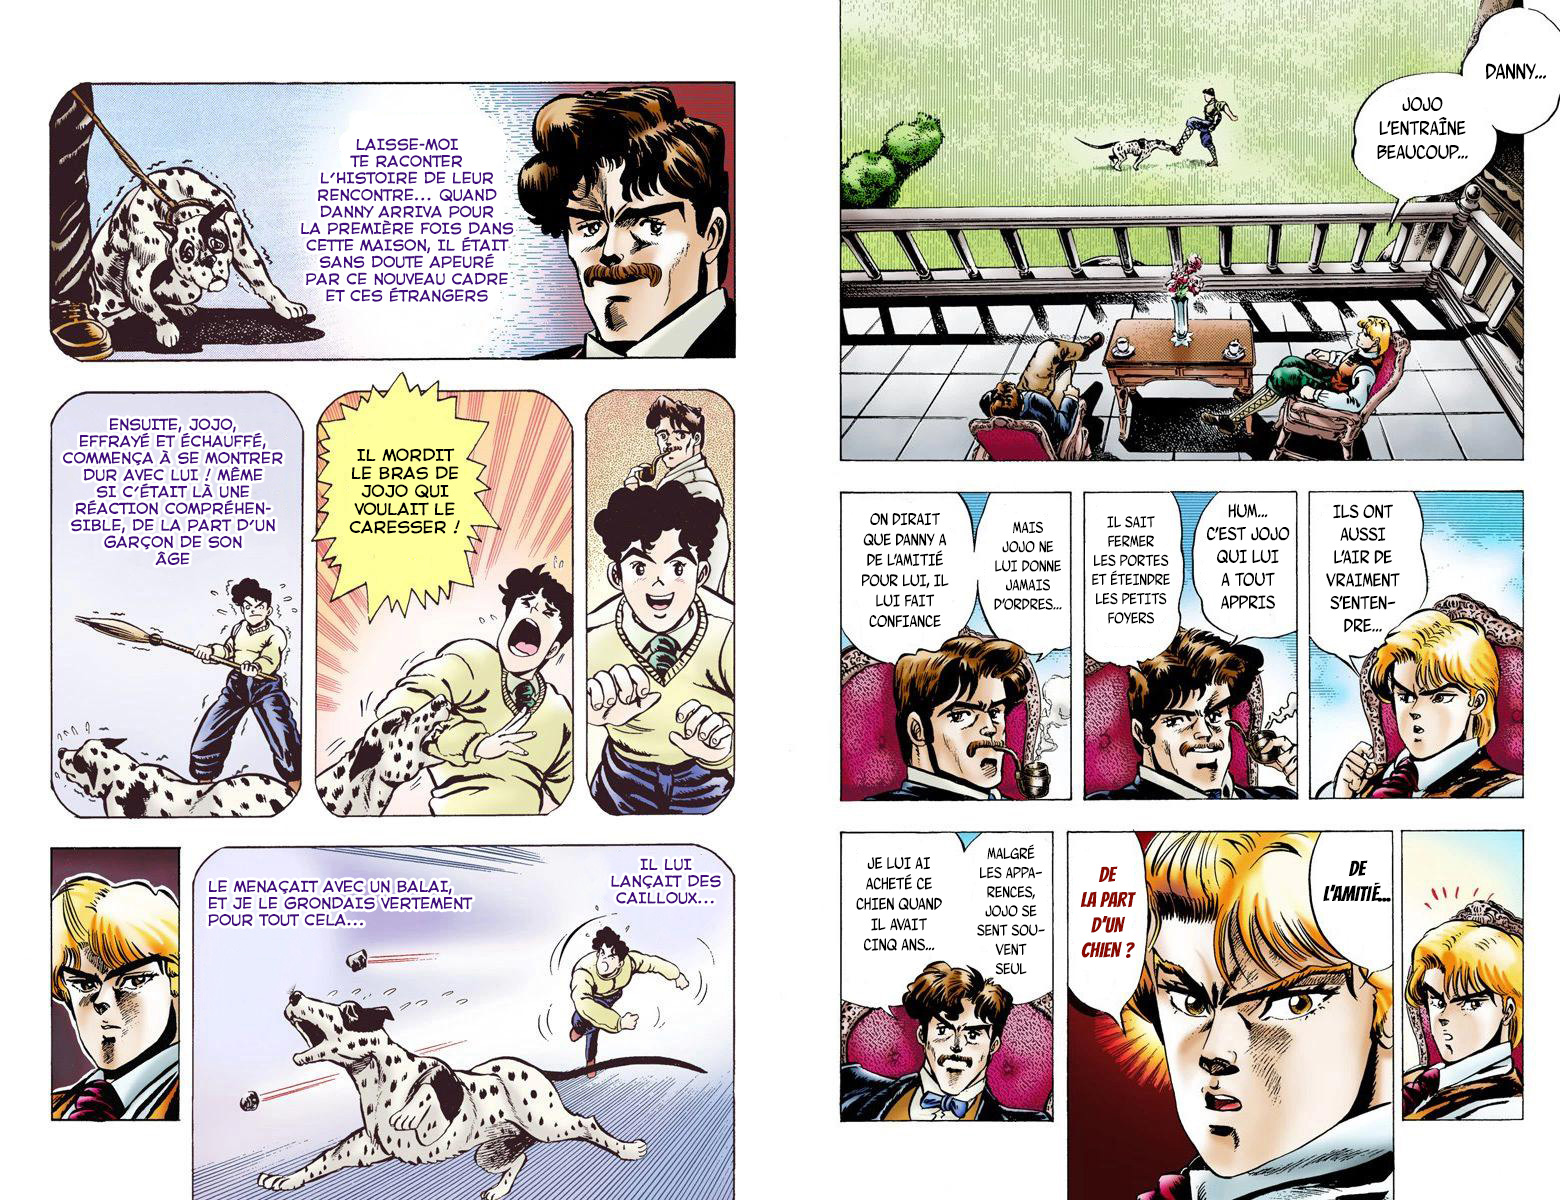 DANNY...
JOJO
L'ENTRAÎNE
BEAUCOUP...
ILS ONT
AUSSI
L'AIR DE
VRAIMENT
S'ENTEN-
DRE...
HUM...
C'EST JOJO
QUI LUI
A TOUT
APPRIS
IL SAIT
FERMER
LES PORTES
ET ÉTEINDRE
LES PETITS
FOYERS
MAIS
JOJO NE
LUI DONNE
JAMAIS
D'ORDRES...
ON DIRAIT
QUE DANNY A
DE L'AMITIÉ
POUR LUI, IL
LUI FAIT
CONFIANCE
DE
L'AMITIÉ...
DE
LA PART
D'UN
CHIEN ?
MALGRÉ
LES APPA-
RENCES,
JOJO SE
SENT SOU-
VENT
SEUL
JE LUI AI
ACHETÉ CE
CHIEN QUAND
IL AVAIT
CINQ ANS...
LAISSE-MOI
TE RACONTER
L'HISTOIRE DE LEUR
RENCONTRE... QUAND
DANNY ARRIVA POUR
LA PREMIÈRE FOIS DANS
CETTE MAISON, IL ÉTAIT
SANS DOUTE APEURÉ
PAR CE NOUVEAU CADRE
ET CES ÉTRANGERS
IL MORDIT
LE BRAS DE
JOJO QUI
VOULAIT LE
CARESSER !
ENSUITE, JOJO,
EFFRAYÉ ET ÉCHAUFFÉ,
COMMENÇA À SE MONTRER
DUR AVEC LUI ! MÊME
SI C'ÉTAIT LÀ UNE
RÉACTION COMPRÉHEN-
SIBLE, DE LA PART D'UN
GARÇON DE SON
ÂGE
IL LUI
LANÇAIT DES
CAILLOUX...
LE MENAÇAIT AVEC UN BALAI,
ET JE LE GRONDAIS VERTEMENT
POUR TOUT CELA...